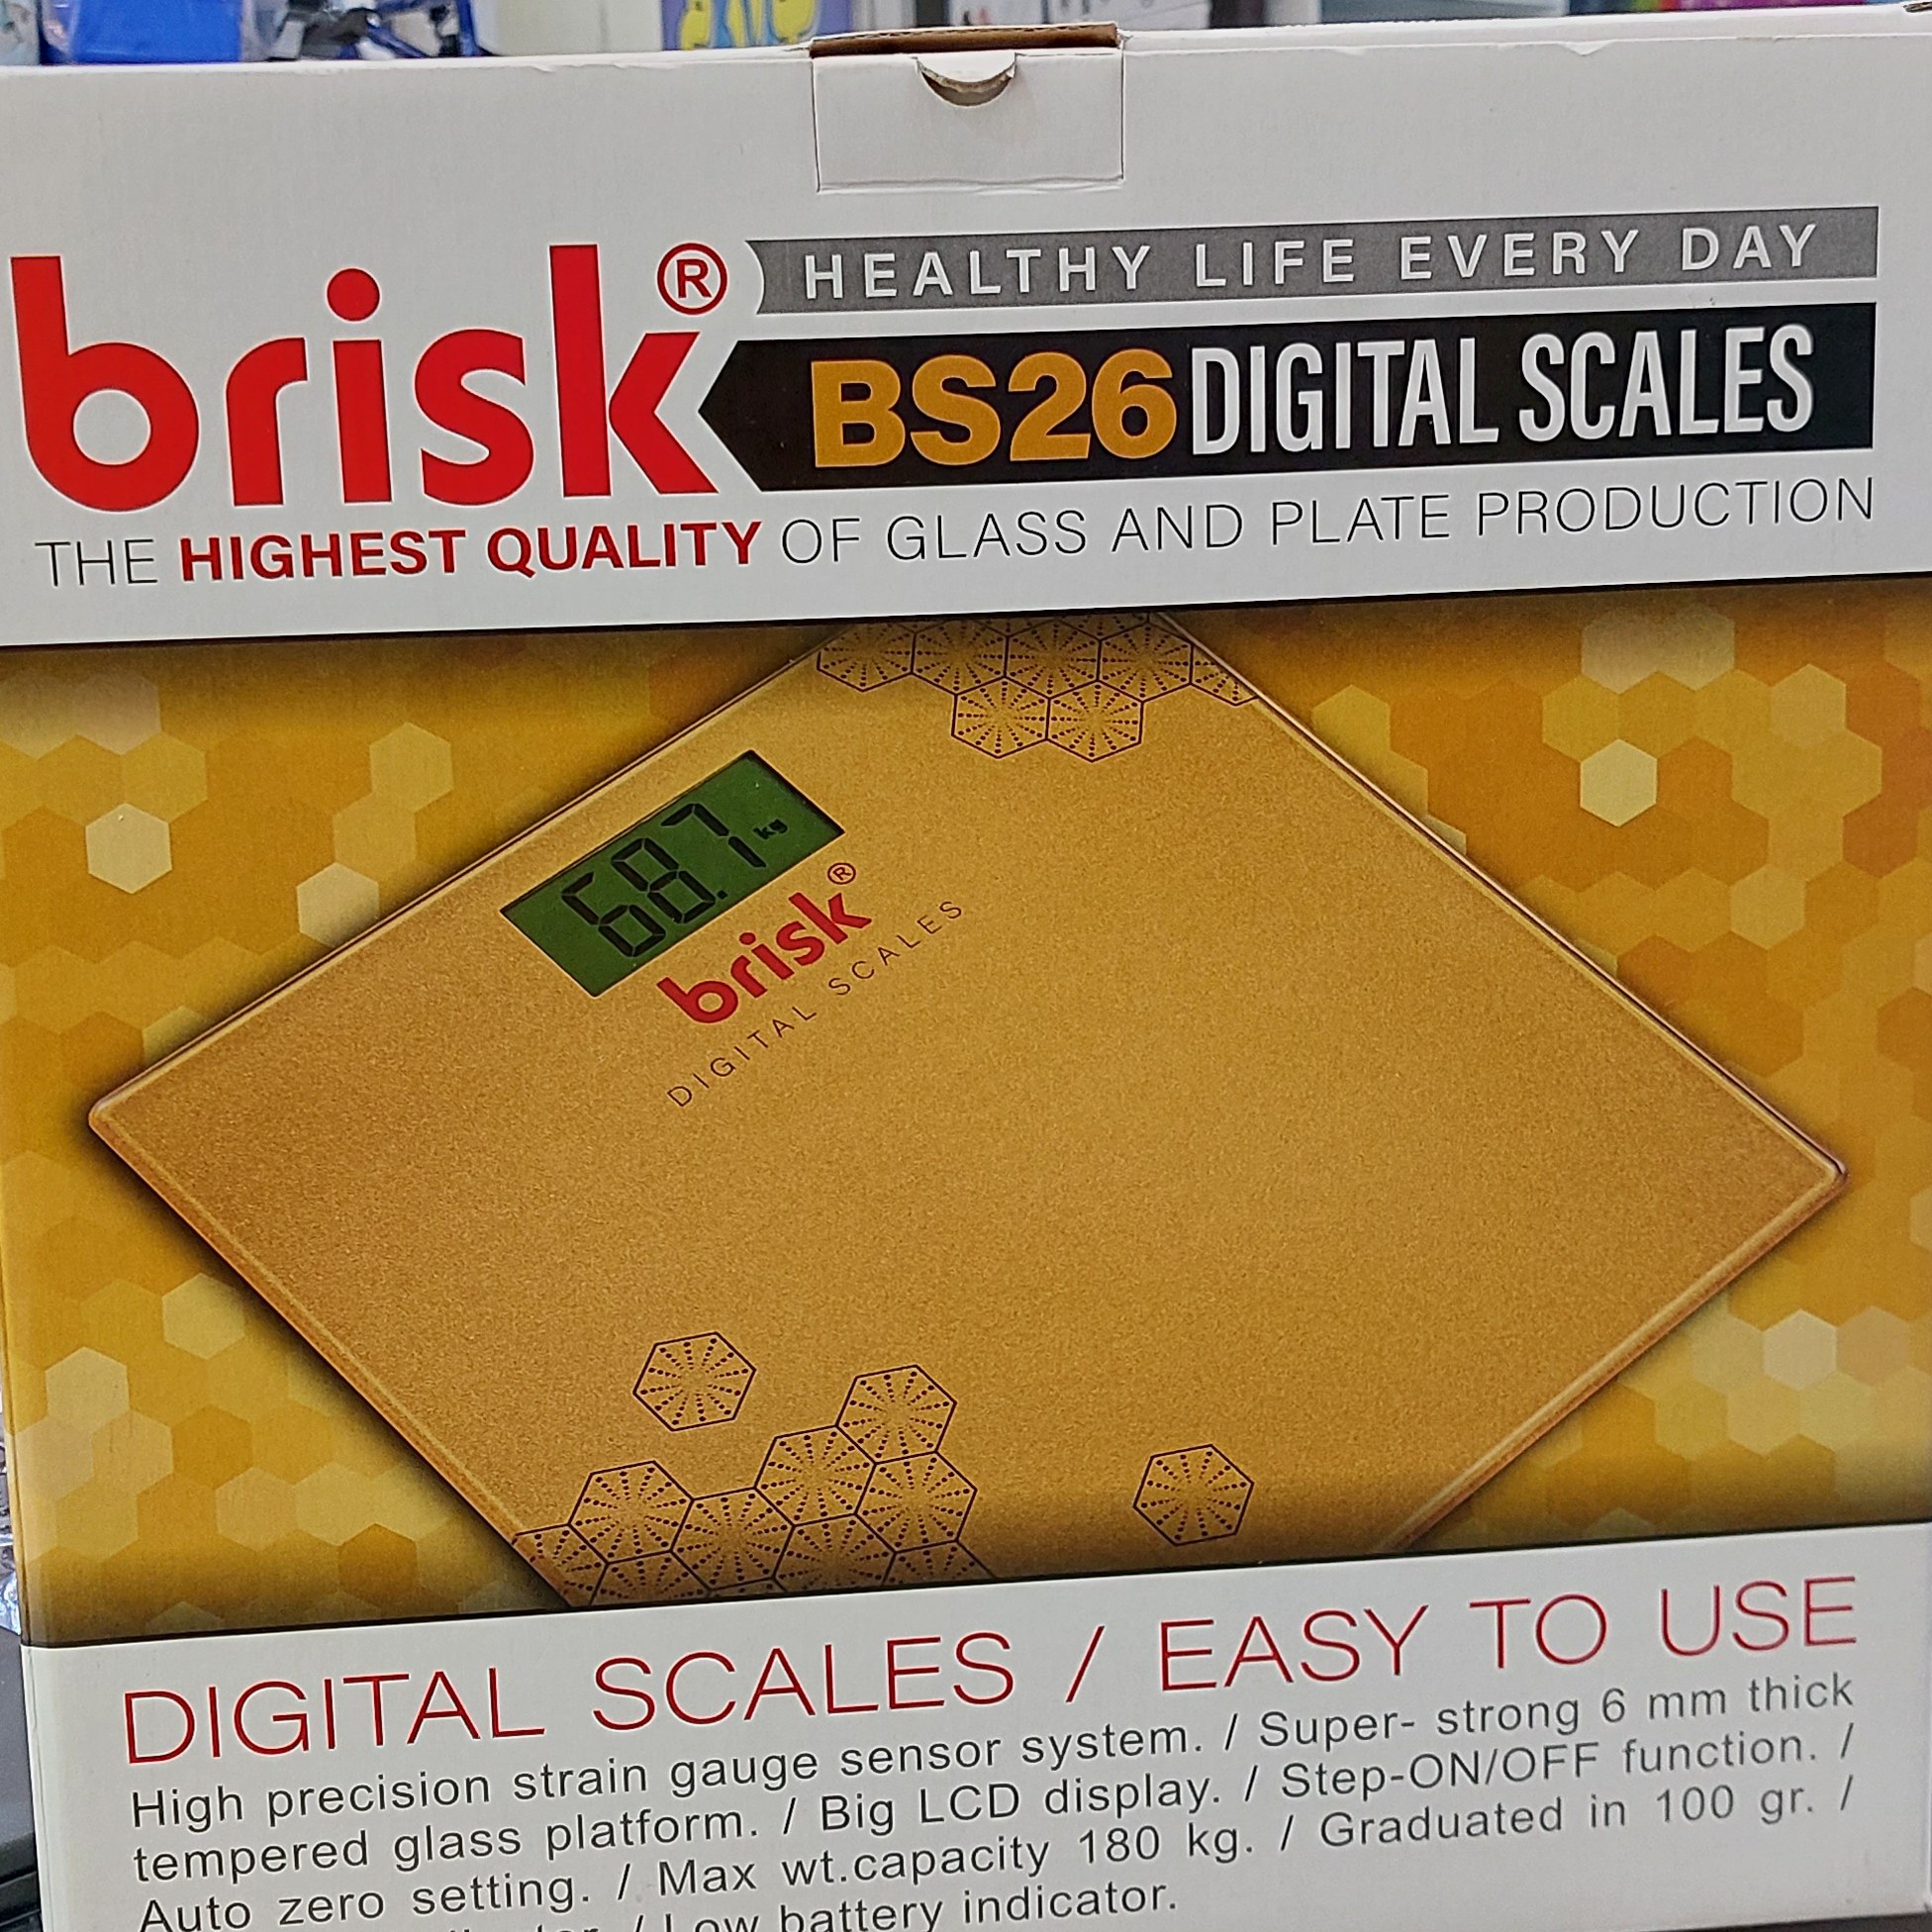 brisk®
HEALTHY LIFE EVERY DAY
BS26 DIGITAL SCALES
THE HIGHEST QUALITY OF GLASS AND PLATE PRODUCTION
68.7 kg
brisk®
DIGITAL SCALES
DIGITAL SCALES / EASY TO USE
High precision strain gauge sensor system. / Super- strong 6 mm thick
tempered glass platform. / Big LCD display. / Step-ON/OFF function. /
Auto zero setting. / Max wt.capacity 180 kg. / Graduated in 100 gr. /
/ Low battery indicator.